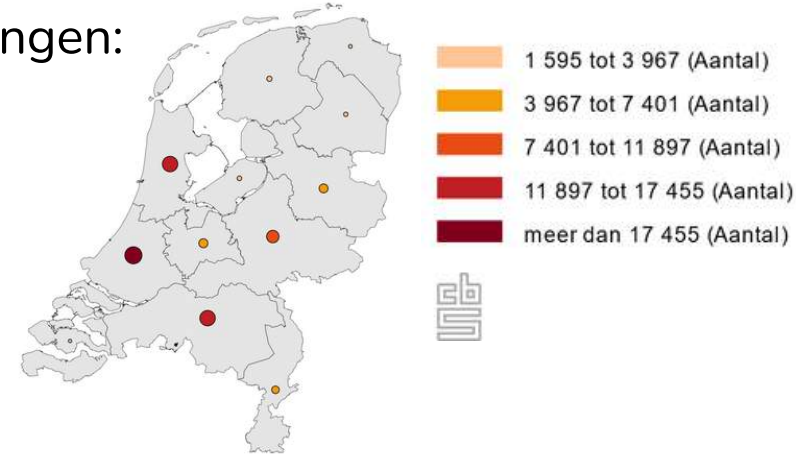 ngen:
1 595 tot 3 967 (Aantal)
3 967 tot 7 401 (Aantal)
7 401 tot 11 897 (Aantal)
11 897 tot 17 455 (Aantal)
meer dan 17 455 (Aantal)
cbs